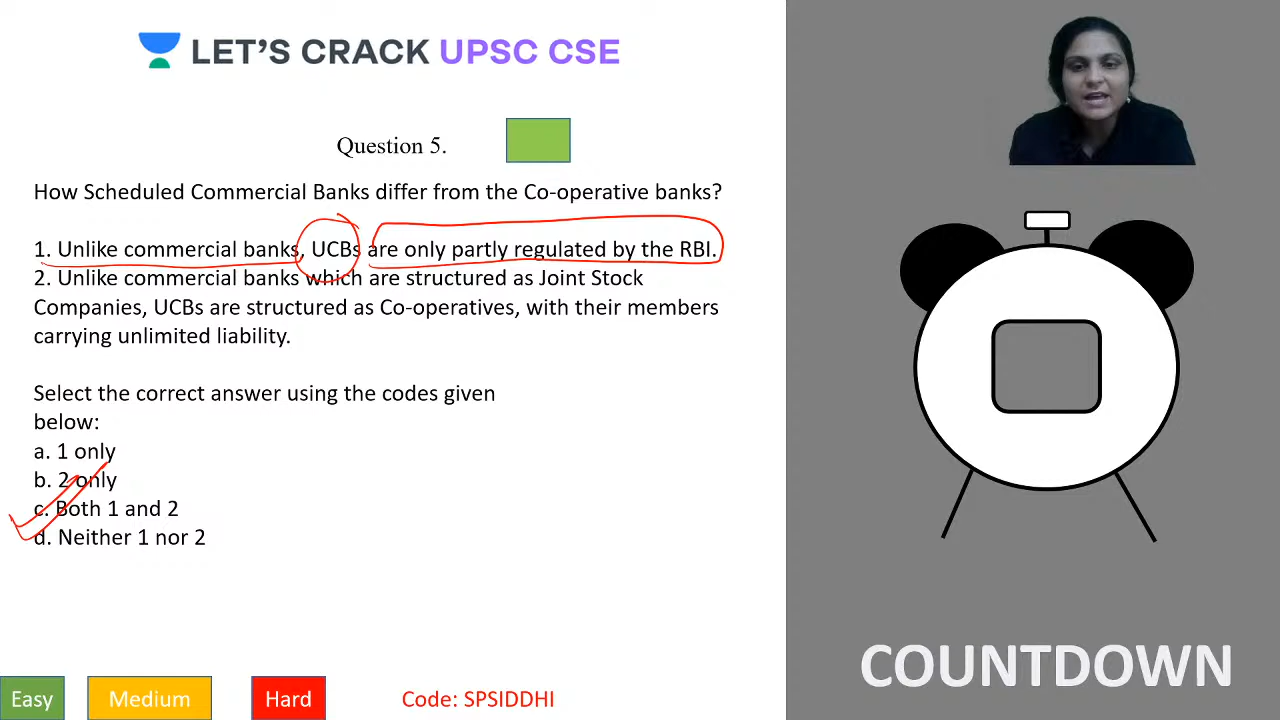 LET'S CRACK UPSC CSE
Question 5.
How Scheduled Commercial Banks differ from the Co-operative banks?
1. Unlike commercial banks, UCBs are only partly regulated by the RBI.
2. Unlike commercial banks which are structured as Joint Stock
Companies, UCBs are structured as Co-operatives, with their members
carrying unlimited liability.
Select the correct answer using the codes given
below:
a. 1 only
b. 2 only
c. Both 1 and 2
d. Neither 1 nor 2
Easy
Medium
Hard
Code: SPSIDDHI
COUNTDOWN